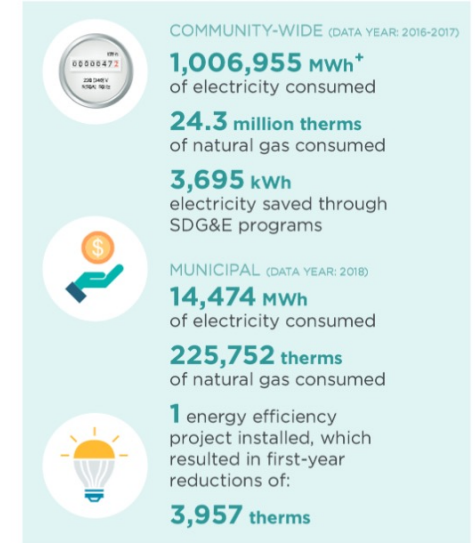 COMMUNITY-WIDE (DATA YEAR: 2016-2017)
1,006,955 MWh+
of electricity consumed
24.3 million therms
of natural gas consumed
3,695 kWh
electricity saved through
SDG&E programs
MUNICIPAL (DATA YEAR: 2018)
14,474 MWh
of electricity consumed
225,752 therms
of natural gas consumed
1 energy efficiency
project installed, which
resulted in first-year
reductions of:
3,957 therms
kWh
00500472